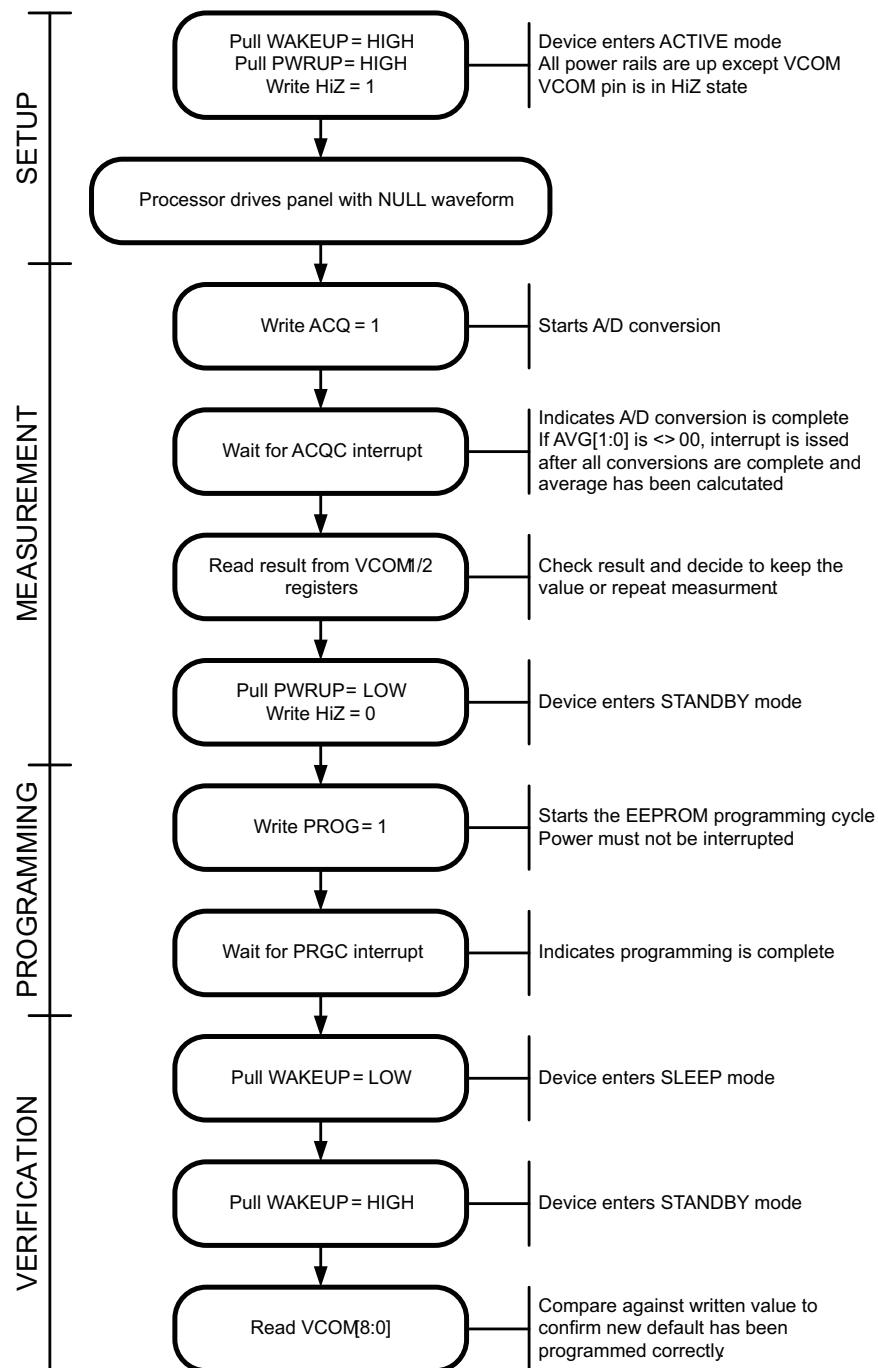 SETUP
Pull WAKEUP = HIGH
Pull PWRUP = HIGH
Write HiZ = 1
Device enters ACTIVE mode
All power rails are up except VCOM
VCOM pin is in HiZ state
Processor drives panel with NULL waveform
MEASUREMENT
Write ACQ = 1
Starts A/D conversion
Wait for ACQC interrupt
Indicates A/D conversion is complete
If AVG[1:0] is <> 00, interrupt is issed
after all conversions are complete and
average has been calcutated
Read result from VCOM1/2
registers
Check result and decide to keep the
value or repeat measurment.
Pull PWRUP = LOW
Write HiZ = 0
Device enters STANDBY mode
PROGRAMMING
Write PROG = 1
Starts the EEPROM programming cycle
Power must not be interrupted
Wait for PRGC interrupt
Indicates programming is complete
VERIFICATION
Pull WAKEUP = LOW
Device enters SLEEP mode
Pull WAKEUP = HIGH
Device enters STANDBY mode
Read VCOM[8:0]
Compare against written value to
confirm new default has been
programmed correctly.